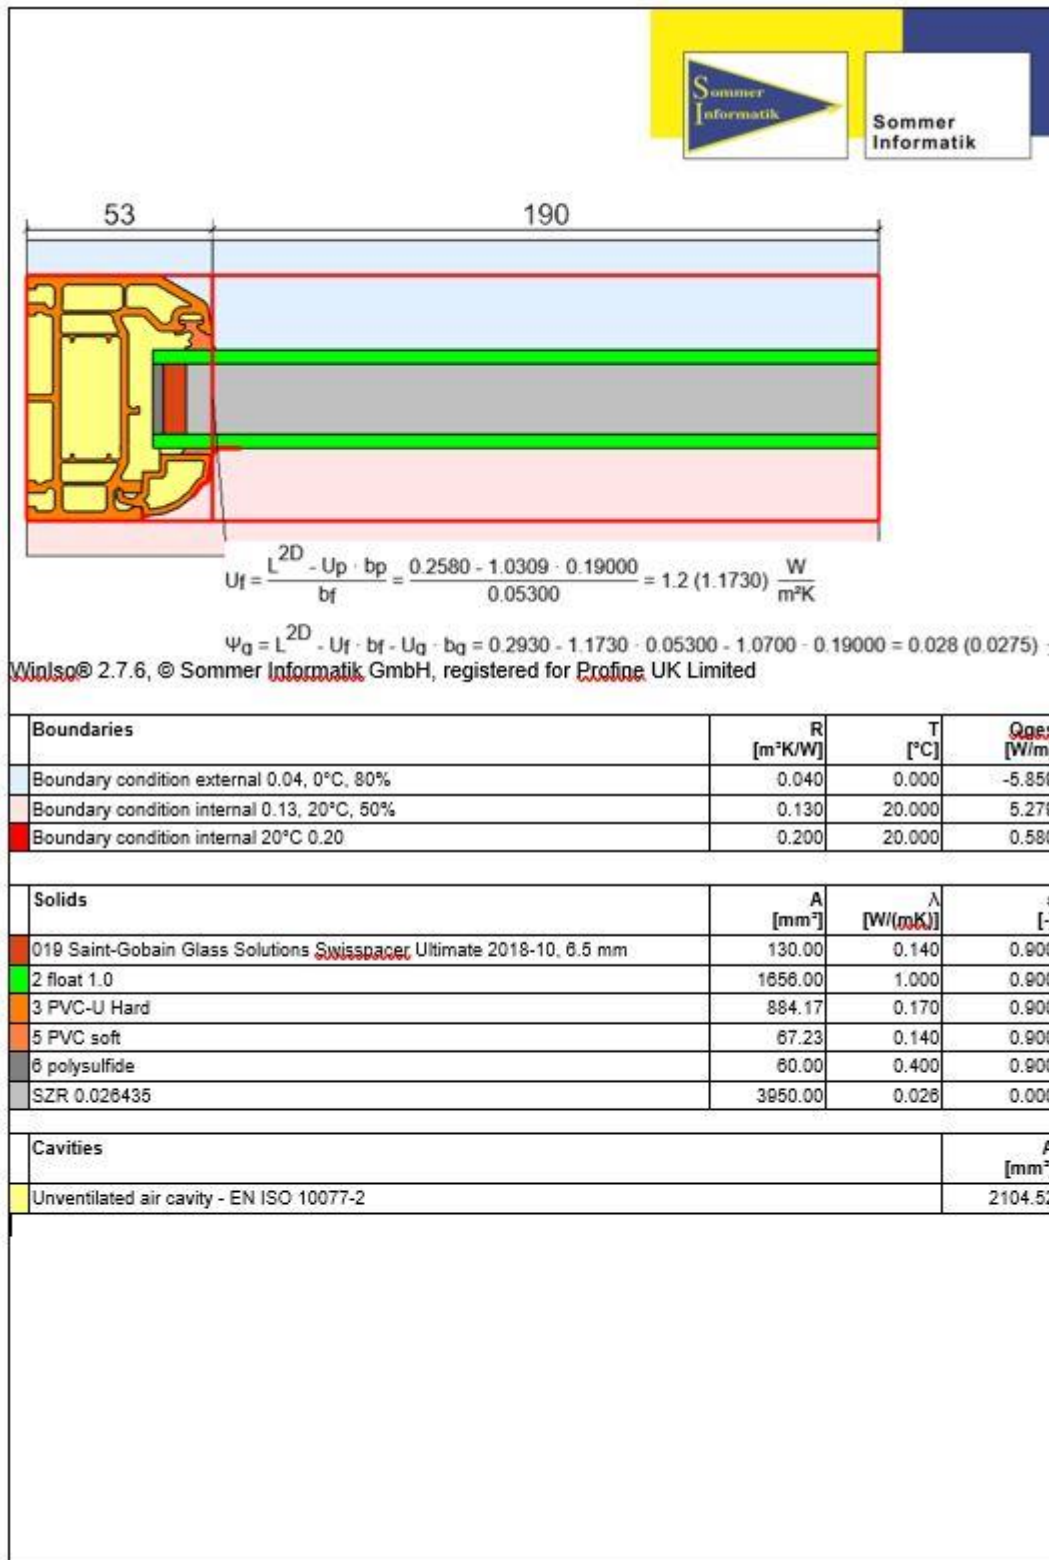 Sommer
Informatik
Sommer
Informatik
53
190
Uf = (L2D - Up · bp) / bf = (0.2580 - 1.0309 · 0.19000) / 0.05300 = 1.2 (1.1730) W/m²K
Ψg = L2D - Uf · bf - Ug · bg = 0.2930 - 1.1730 · 0.05300 - 1.0700 · 0.19000 = 0.028 (0.0275)
WinIso® 2.7.6, © Sommer Informatik GmbH, registered for Profine UK Limited
Boundaries R T Qges
[m²K/W] [°C] [W/m
Boundary condition external 0.04, 0°C, 80% 0.040 0.000 -5.850
Boundary condition internal 0.13, 20°C, 50% 0.130 20.000 5.279
Boundary condition internal 20°C 0.20 0.200 20.000 0.580
Solids A λ
[mm²] [W/(mK)] [-
019 Saint-Gobain Glass Solutions Swisspacer Ultimate 2018-10, 6.5 mm 130.00 0.140 0.900
2 float 1.0 1656.00 1.000 0.900
3 PVC-U Hard 884.17 0.170 0.900
5 PVC soft 67.23 0.140 0.900
6 polysulfide 60.00 0.400 0.900
SZR 0.026435 3950.00 0.026 0.000
Cavities A
[mm²
Unventilated air cavity - EN ISO 10077-2 2104.52